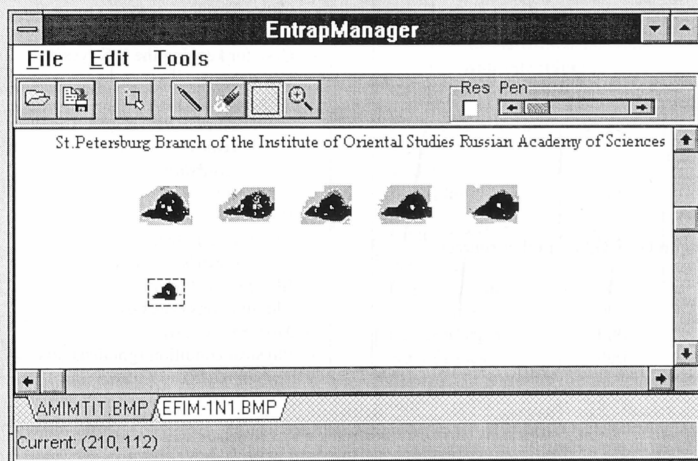 EntrapManager
File Edit Tools
Res Pen
St.Petersburg Branch of the Institute of Oriental Studies Russian Academy of Sciences
AMIMTIT.BMP EFIM-1N1.BMP
Current: (210, 112)